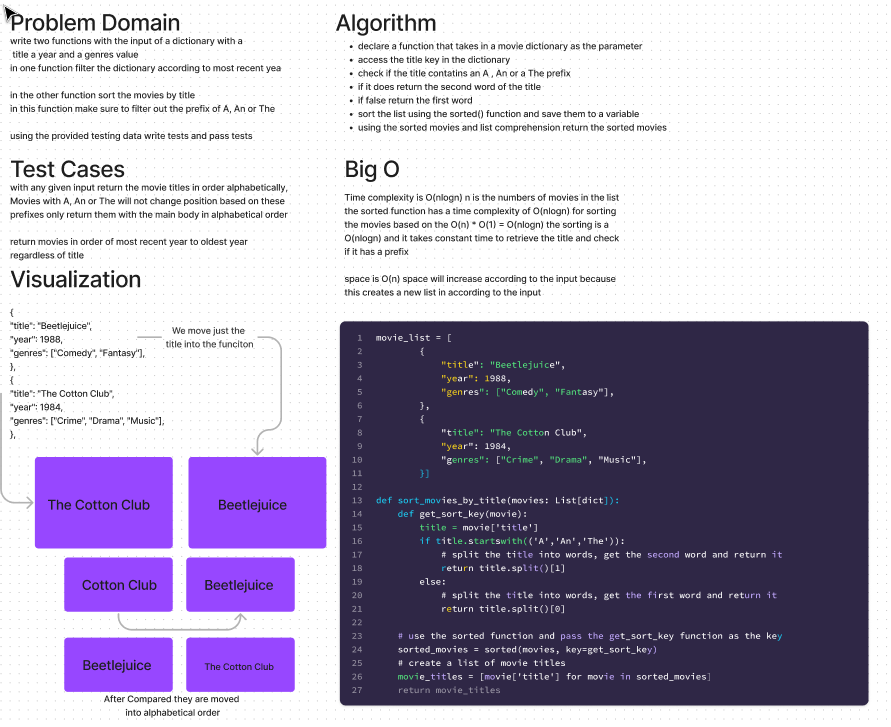 Problem Domain
write two functions with the input of a dictionary with a
title a year and a genres value
in one function filter the dictionary according to most recent yea
in the other function sort the movies by title
in this function make sure to filter out the prefix of A, An or The
using the provided testing data write tests and pass tests
Test Cases
with any given input return the movie titles in order alphabetically,
Movies with A, An or The will not change position based on these
prefixes only return them with the main body in alphabetical order
return movies in order of most recent year to oldest year
regardless of title
Visualization
{
"title": "Beetlejuice",
"year": 1988,
"genres": ["Comedy", "Fantasy"],
},
{
"title": "The Cotton Club",
"year": 1984,
"genres": ["Crime", "Drama", "Music"],
},
We move just the
title into the funciton
The Cotton Club
Beetlejuice
Cotton Club
Beetlejuice
Beetlejuice
The Cotton Club
After Compared they are moved
into alphabetical order
Algorithm
• declare a function that takes in a movie dictionary as the parameter
• access the title key in the dictionary
• check if the title contatins an A , An or a The prefix
• if it does return the second word of the title
• if false return the first word
• sort the list using the sorted() function and save them to a variable
• using the sorted movies and list comprehension return the sorted movies
Big O
Time complexity is O(nlogn) n is the numbers of movies in the list
the sorted function has a time complexity of O(nlogn) for sorting
the movies based on the O(n) * O(1) = O(nlogn) the sorting is a
O(nlogn) and it takes constant time to retrieve the title and check
if it has a prefix
space is O(n) space will increase according to the input because
this creates a new list in according to the input
1 movie_list = [
2 {
3 "title": "Beetlejuice",
4 "year": 1988,
5 "genres": ["Comedy", "Fantasy"],
6 },
7 {
8 "title": "The Cotton Club",
9 "year": 1984,
10 "genres": ["Crime", "Drama", "Music"],
11 }]
12
13 def sort_movies_by_title(movies: List[dict]):
14 def get_sort_key(movie):
15 title = movie['title']
16 if title.startswith(('A','An','The')):
17 # split the title into words, get the second word and return it
18 return title.split()[1]
19 else:
20 # split the title into words, get the first word and return it
21 return title.split()[0]
22
23 # use the sorted function and pass the get_sort_key function as the key
24 sorted_movies = sorted(movies, key=get_sort_key)
25 # create a list of movie titles
26 movie_titles = [movie['title'] for movie in sorted_movies]
27 return movie_titles